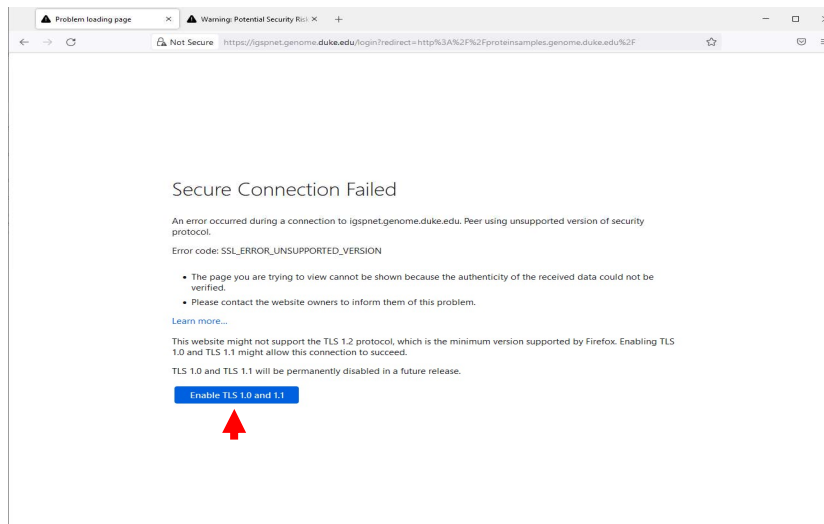 Problem loading page
Warning: Potential Security Ris
Not Secure https://igspnet.genome.duke.edu/login?redirect=http%3A%2F%2Fproteinsamples.genome.duke.edu%2F
Secure Connection Failed
An error occurred during a connection to igspnet.genome.duke.edu. Peer using unsupported version of security
protocol.
Error code: SSL_ERROR_UNSUPPORTED_VERSION
• The page you are trying to view cannot be shown because the authenticity of the received data could not be
verified.
• Please contact the website owners to inform them of this problem.
Learn more...
This website might not support the TLS 1.2 protocol, which is the minimum version supported by Firefox. Enabling TLS
1.0 and TLS 1.1 might allow this connection to succeed.
TLS 1.0 and TLS 1.1 will be permanently disabled in a future release.
Enable TLS 1.0 and 1.1